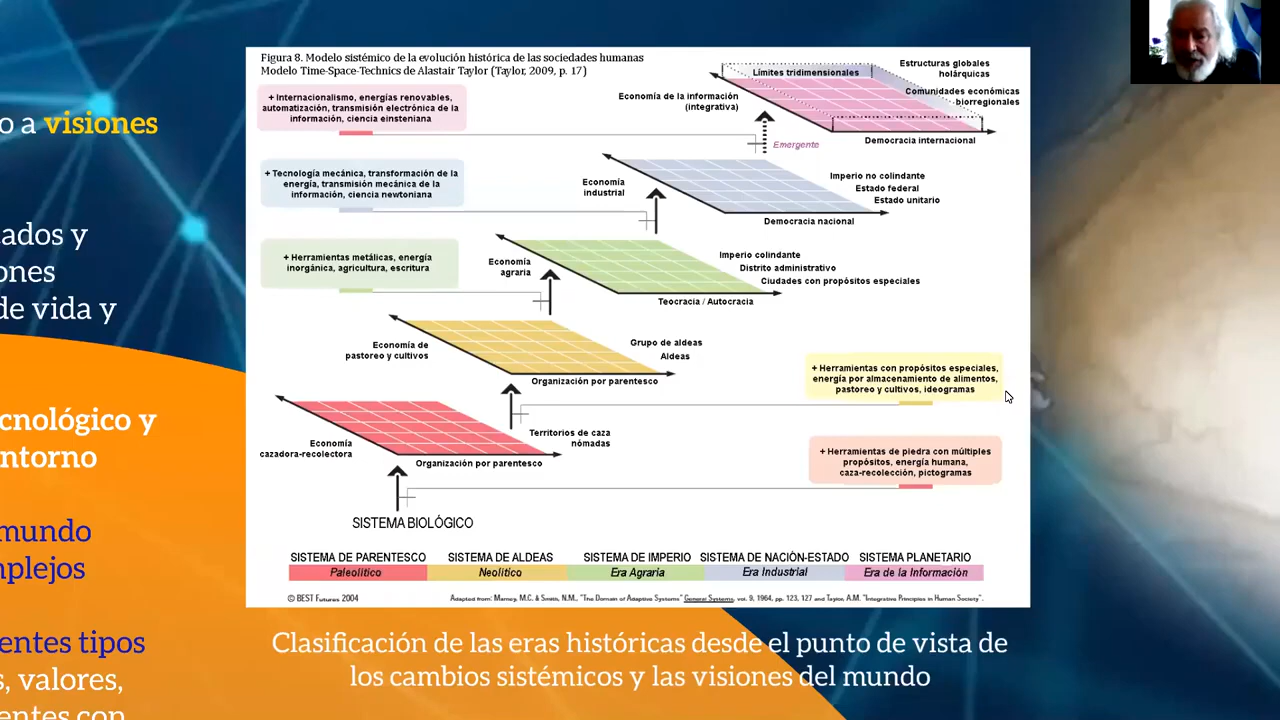 o a visiones
ados y
ones
de vida y
cnológico y
ntorno
mundo
nplejos
entes tipos
s, valores,
entes con
Figura 8. Modelo sistémico de la evolución histórica de las sociedades humanas
Modelo Time-Space-Technics de Alastair Taylor (Taylor, 2009, p. 17)
+ Internacionalismo, energías renovables,
automatización, transmisión electrónica de la
información, ciencia einsteniana
Economía de la información
(integrativa)
Límites tridimensionales
Estructuras globales
holárquicas
Comunidades económicas
biorregionales
Democracia internacional
Emergente
+ Tecnología mecánica, transformación de la
energía, transmisión mecánica de la
información, ciencia newtoniana
Economía
industrial
Imperio no colindante
Estado federal
Estado unitario
Democracia nacional
+ Herramientas metálicas, energía
inorgánica, agricultura, escritura
Economía
agraria
Imperio colindante
Distrito administrativo
Ciudades con propósitos especiales
Teocracia / Autocracia
Economía de
pastoreo y cultivos
Grupo de aldeas
Aldeas
Organización por parentesco
+ Herramientas con propósitos especiales,
energía por almacenamiento de alimentos,
pastoreo y cultivos, ideogramas
Economía
cazadora-recolectora
Territorios de caza
nómadas
Organización por parentesco
+ Herramientas de piedra con múltiples
propósitos, energía humana,
caza-recolección, pictogramas
SISTEMA BIOLÓGICO
SISTEMA DE PARENTESCO SISTEMA DE ALDEAS SISTEMA DE IMPERIO SISTEMA DE NACIÒN-ESTADO SISTEMA PLANETARIO
Paleolítico Neolítico Era Agraria Era Industrial Era de la Información
© BEST Futures 2004
Adapted from: Marney, M.C. & Smith, N.M., "The Domain of Adaptive Systems" General Systems, vol. 9, 1964, pp. 123, 127 and Taylor, A.M. "Integrative Principles in Human Society".
Clasificación de las eras históricas desde el punto de vista de
los cambios sistémicos y las visiones del mundo